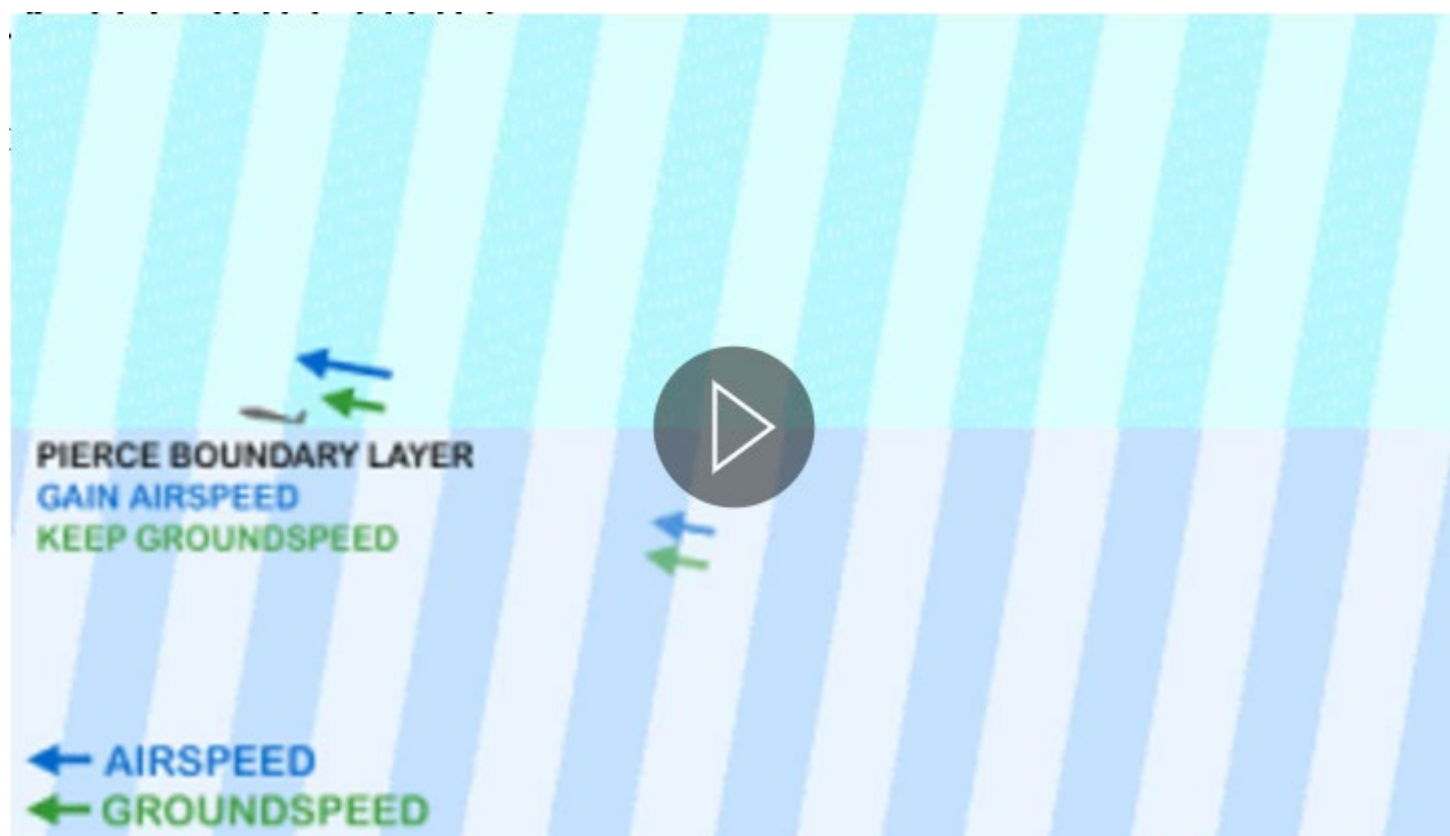 PIERCE BOUNDARY LAYER
GAIN AIRSPEED
KEEP GROUNDSPEED
AIRSPEED
GROUNDSPEED